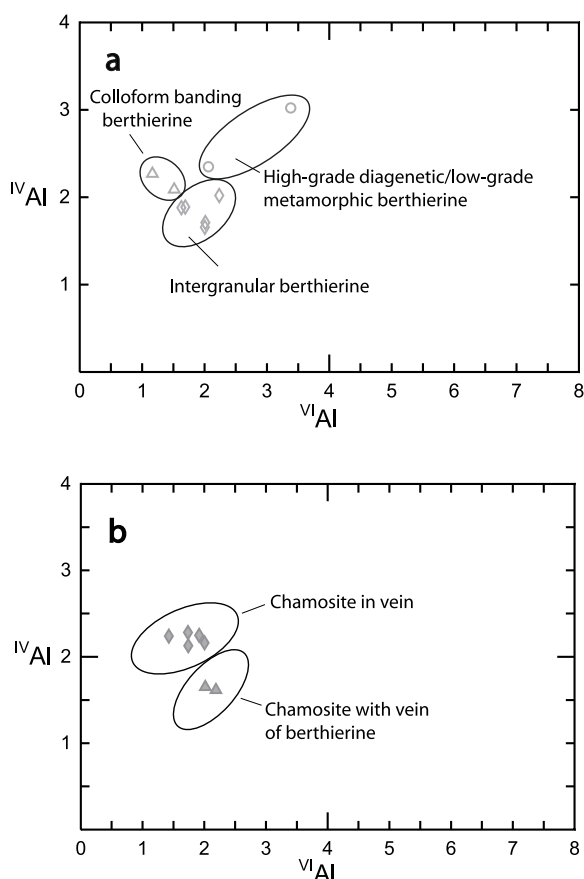 4
a
Colloform banding
berthierine
3
High-grade diagenetic/low-grade
metamorphic berthierine
IVAl
2
1
Intergranular berthierine
0 1 2 3 4 5 6 7 8
VIAl
4
b
3
Chamosite in vein
IVAl
2
Chamosite with vein
of berthierine
1
0 1 2 3 4 5 6 7 8
VIAl